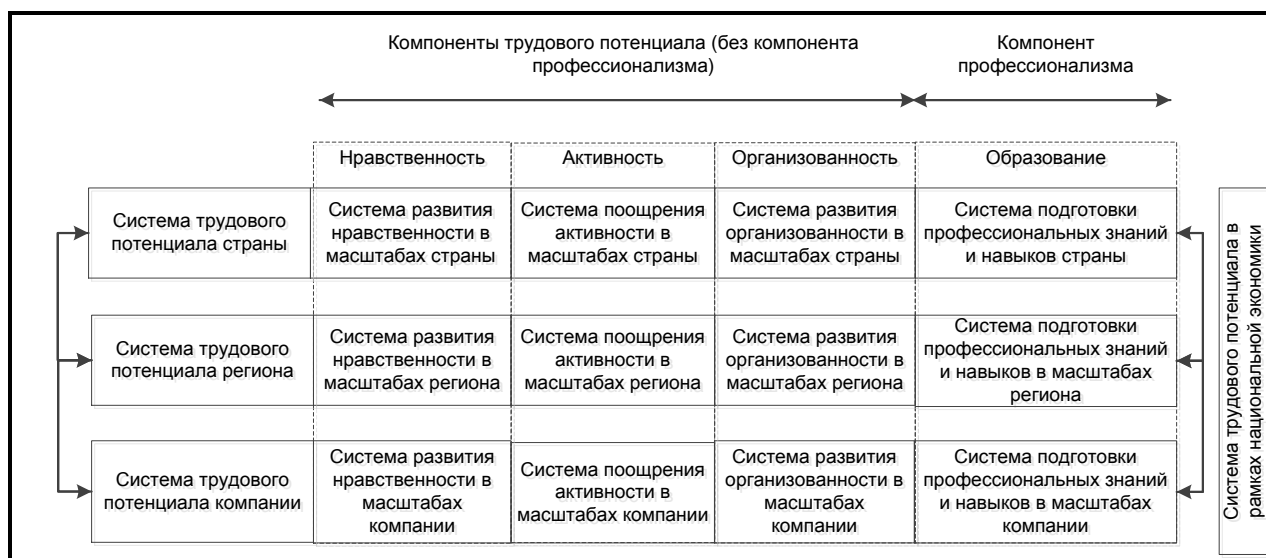 Компоненты трудового потенциала (без компонента
профессионализма)
Компонент
профессионализма
Нравственность
Активность
Организованность
Образование
Система трудового
потенциала страны
Система развития
нравственности в
масштабах страны
Система поощрения
активности в
масштабах страны
Система развития
организованности в
масштабах страны
Система подготовки
профессиональных знаний
и навыков страны
Система трудового
потенциала региона
Система развития
нравственности в
масштабах региона
Система поощрения
активности в
масштабах региона
Система развития
организованности в
масштабах региона
Система подготовки
профессиональных знаний
и навыков в масштабах
региона
Система трудового
потенциала компании
Система развития
нравственности в
масштабах
компании
Система поощрения
активности в
масштабах компании
Система развития
организованности в
масштабах
компании
Система подготовки
профессиональных знаний
и навыков в масштабах
компании
Система трудового потенциала в
рамках национальной экономики